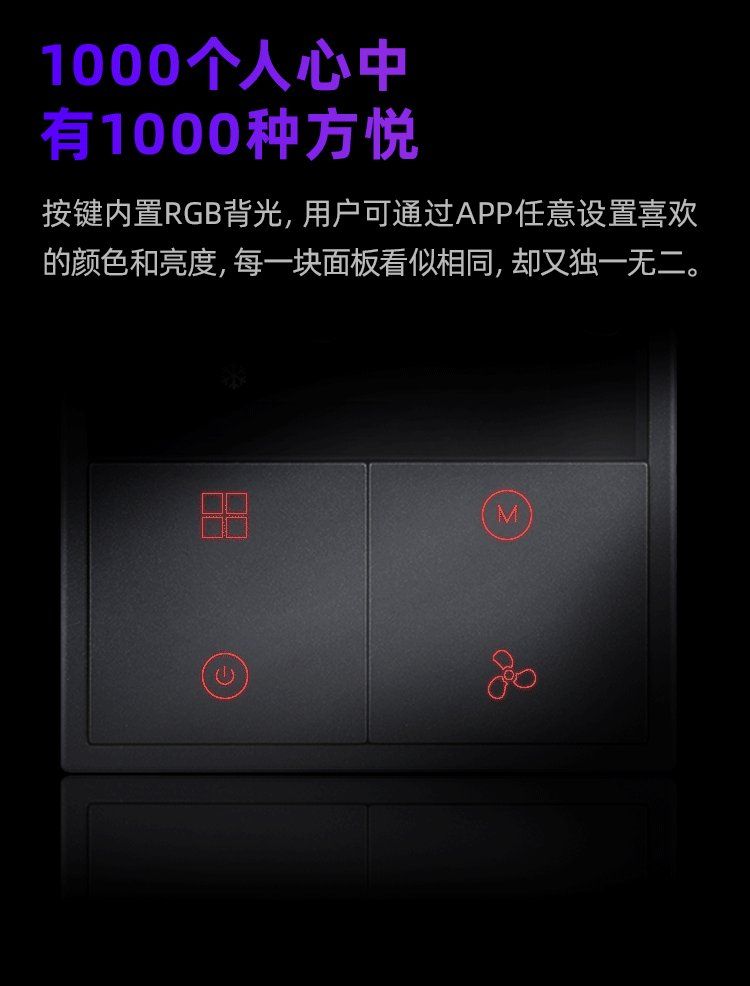 1000个人心中
有1000种方悦
按键内置RGB背光，用户可通过APP任意设置喜欢
的颜色和亮度，每一块面板看似相同，却又独一无二。
M